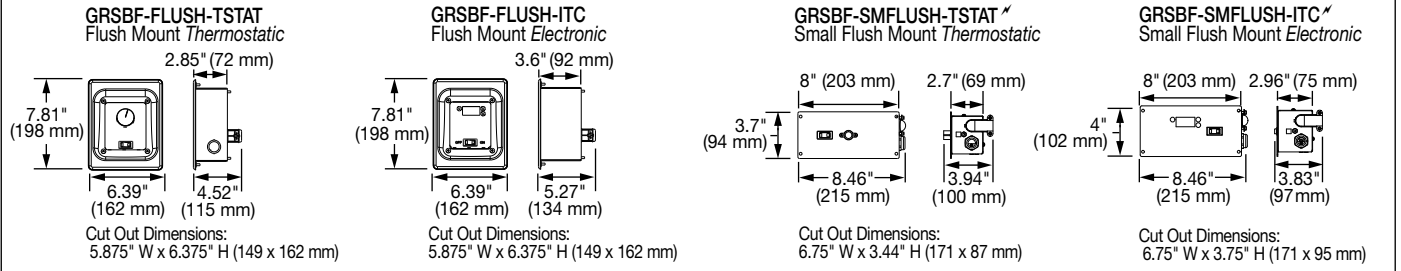 GRSBF-FLUSH-TSTAT
Flush Mount Thermostatic
2.85" (72 mm)
7.81"
(198 mm)
6.39"
(162 mm)
4.52"
(115 mm)
Cut Out Dimensions:
5.875" W x 6.375" H (149 x 162 mm)
GRSBF-FLUSH-ITC
Flush Mount Electronic
3.6" (92 mm)
7.81"
(198 mm)
OFF
ON
6.39"
(162 mm)
5.27"
(134 mm)
Cut Out Dimensions:
5.875" W x 6.375" H (149 x 162 mm)
GRSBF-SMFLUSH-TSTAT
Small Flush Mount Thermostatic
8" (203 mm)
2.7" (69 mm)
3.7"
(94 mm)
8.46"
(215 mm)
3.94"
(100 mm)
Cut Out Dimensions:
6.75" W x 3.44" H (171 x 87 mm)
GRSBF-SMFLUSH-ITC
Small Flush Mount Electronic
8" (203 mm)
2.96" (75 mm)
4"
(102 mm)
8.46"
(215 mm)
3.83"
(97mm)
Cut Out Dimensions:
6.75" W x 3.75" H (171 x 95 mm)